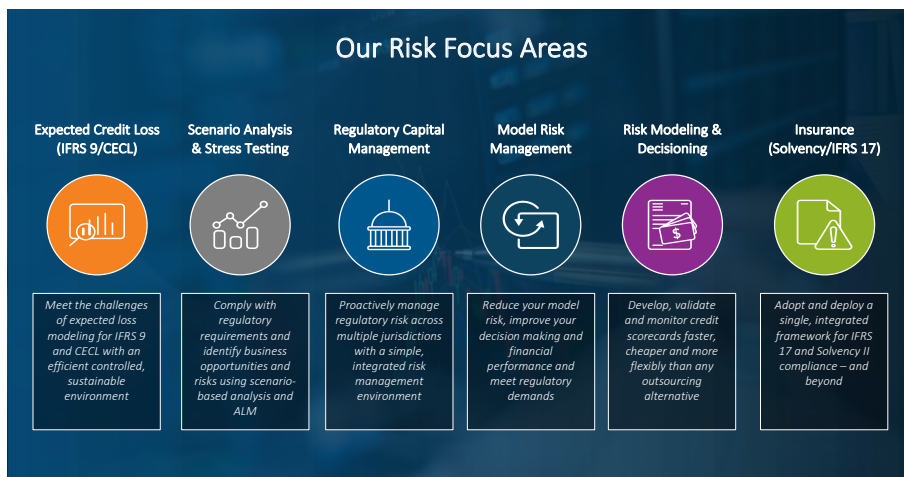 Our Risk Focus Areas
Expected Credit Loss
(IFRS 9/CECL)
Scenario Analysis
& Stress Testing
Regulatory Capital
Management
Model Risk
Management
Risk Modeling &
Decisioning
Insurance
(Solvency/IFRS 17)
$
Meet the challenges
of expected loss
modeling for IFRS 9
and CECL with an
efficient controlled,
sustainable
environment
Comply with
regulatory
requirements and
identify business
opportunities and
risks using scenario-
based analysis and
ALM
Proactively manage
regulatory risk across
multiple jurisdictions
with a simple,
integrated risk
management
environment
Reduce your model
risk, improve your
decision making and
financial
performance and
meet regulatory
demands
Develop, validate
and monitor credit
scorecards faster,
cheaper and more
flexibly than any
outsourcing
alternative
Adopt and deploy a
single, integrated
framework for IFRS
17 and Solvency II
compliance – and
beyond